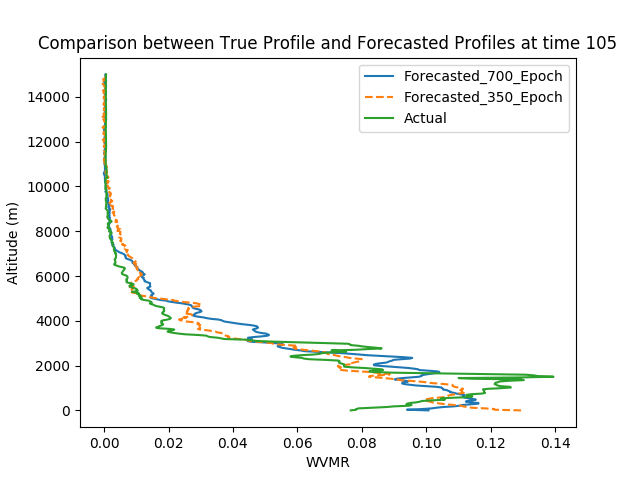 Comparison between True Profile and Forecasted Profiles at time 105
Forecasted_700_Epoch
Forecasted_350_Epoch
Actual
Altitude (m)
14000
12000
10000
8000
6000
4000
2000
0
0.00 0.02 0.04 0.06 0.08 0.10 0.12 0.14
WVMR